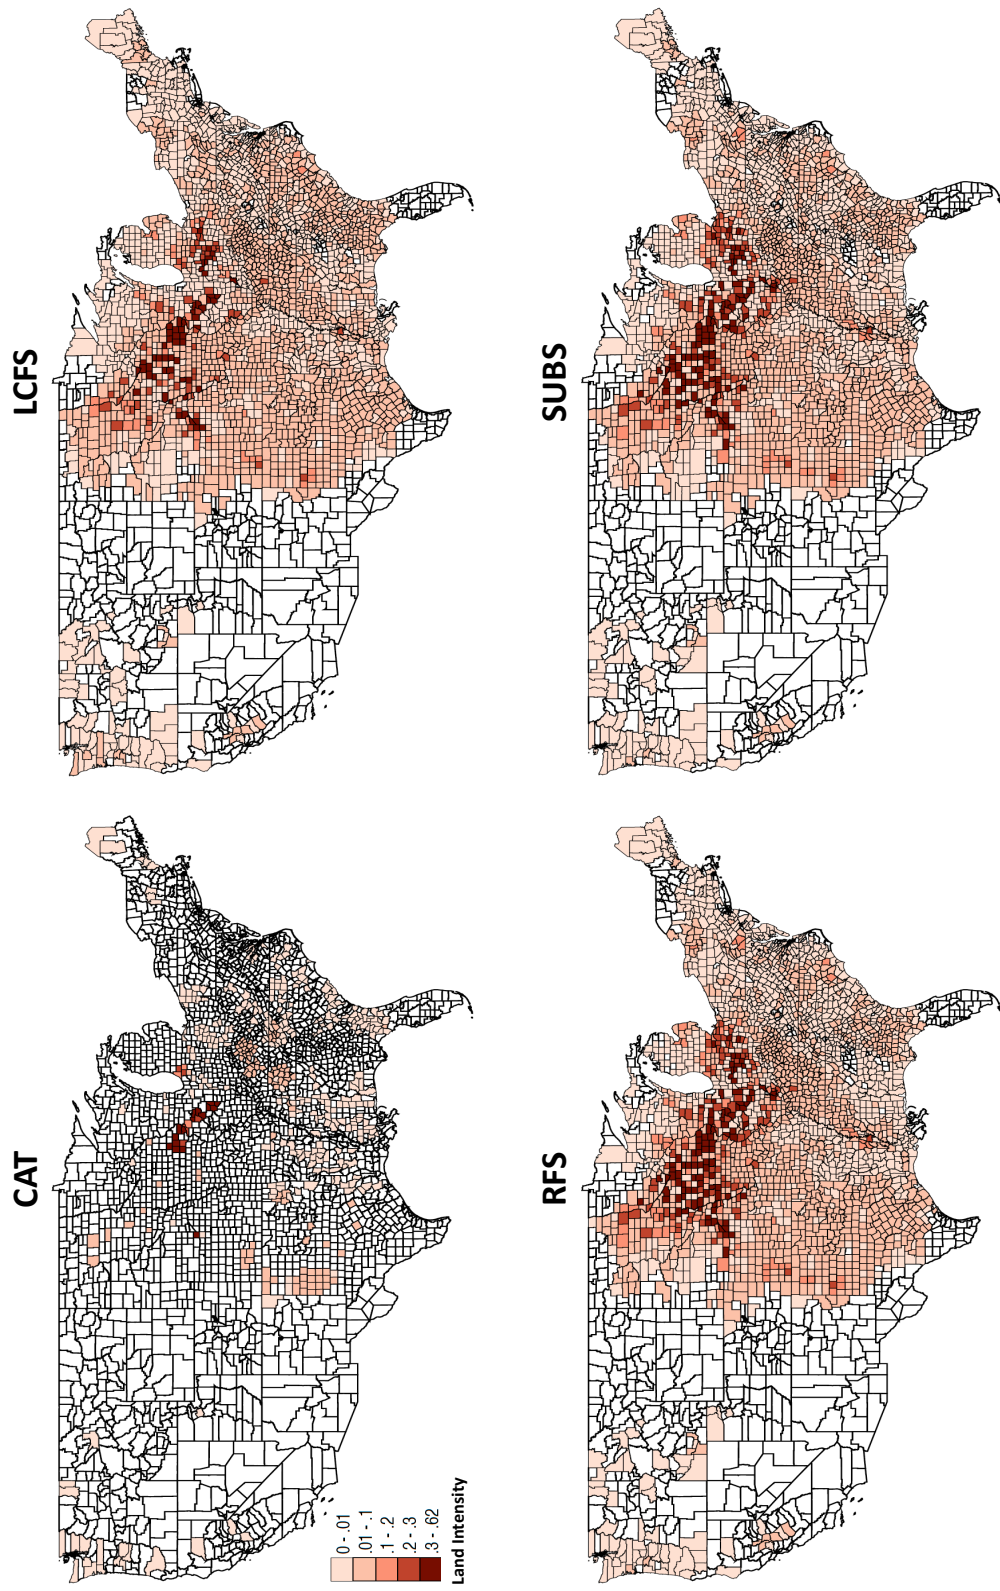 CAT
LCFS
RFS
SUBS
0 - .01
.01 - .1
.1 - .2
.2 - .3
.3 - .62
Land Intensity